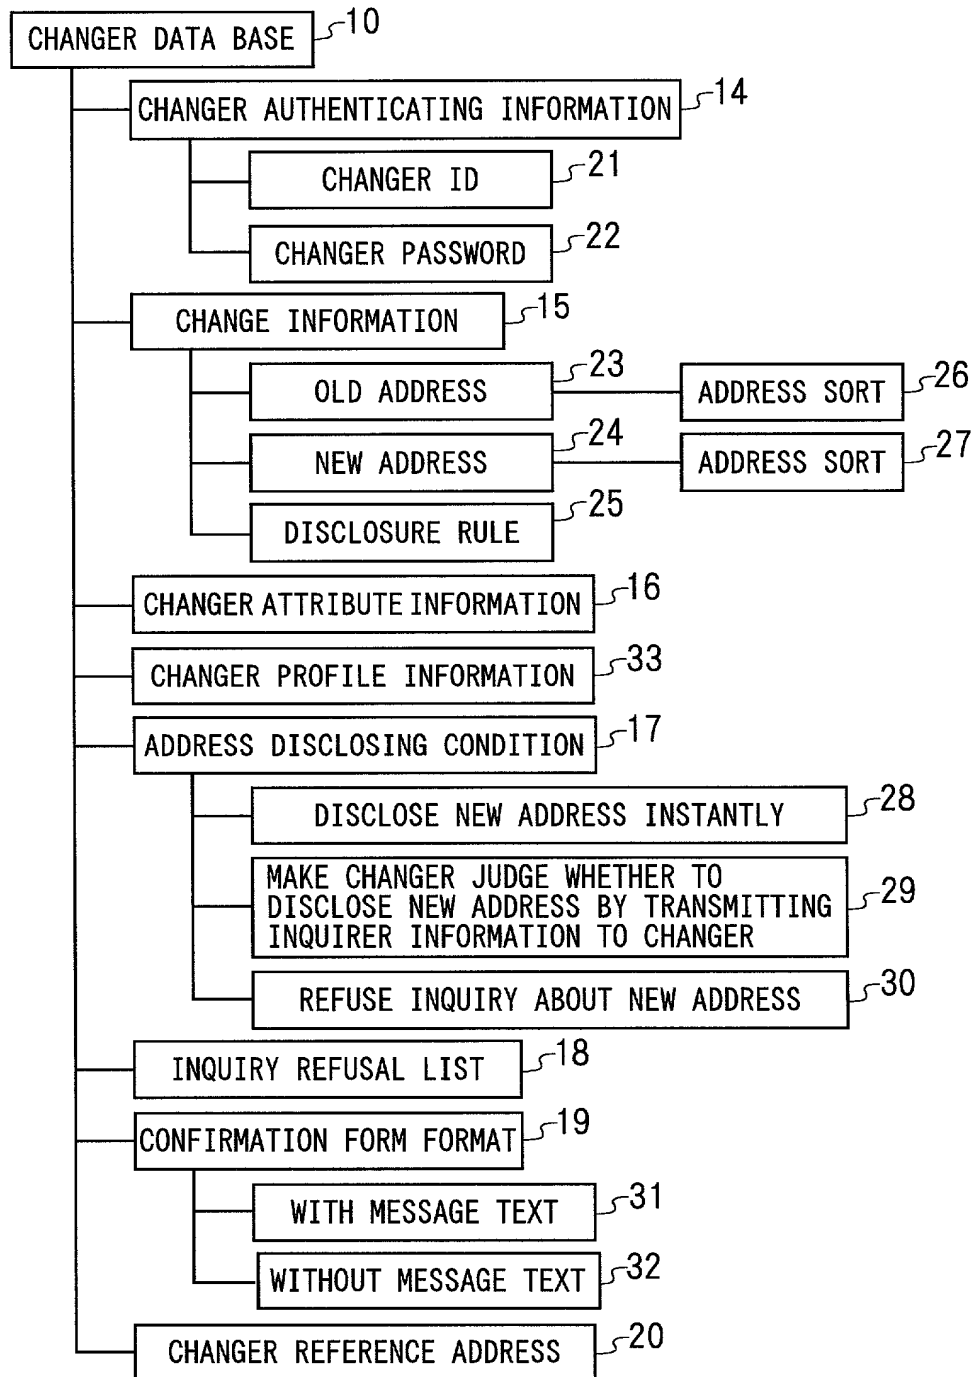 CHANGER DATA BASE 10
CHANGER AUTHENTICATING INFORMATION 14
CHANGER ID 21
CHANGER PASSWORD 22
CHANGE INFORMATION 15
OLD ADDRESS 23 ADDRESS SORT 26
NEW ADDRESS 24 ADDRESS SORT 27
DISCLOSURE RULE 25
CHANGER ATTRIBUTE INFORMATION 16
CHANGER PROFILE INFORMATION 33
ADDRESS DISCLOSING CONDITION 17
DISCLOSE NEW ADDRESS INSTANTLY 28
MAKE CHANGER JUDGE WHETHER TO
DISCLOSE NEW ADDRESS BY TRANSMITTING 29
INQUIRER INFORMATION TO CHANGER
REFUSE INQUIRY ABOUT NEW ADDRESS 30
INQUIRY REFUSAL LIST 18
CONFIRMATION FORM FORMAT 19
WITH MESSAGE TEXT 31
WITHOUT MESSAGE TEXT 32
CHANGER REFERENCE ADDRESS 20